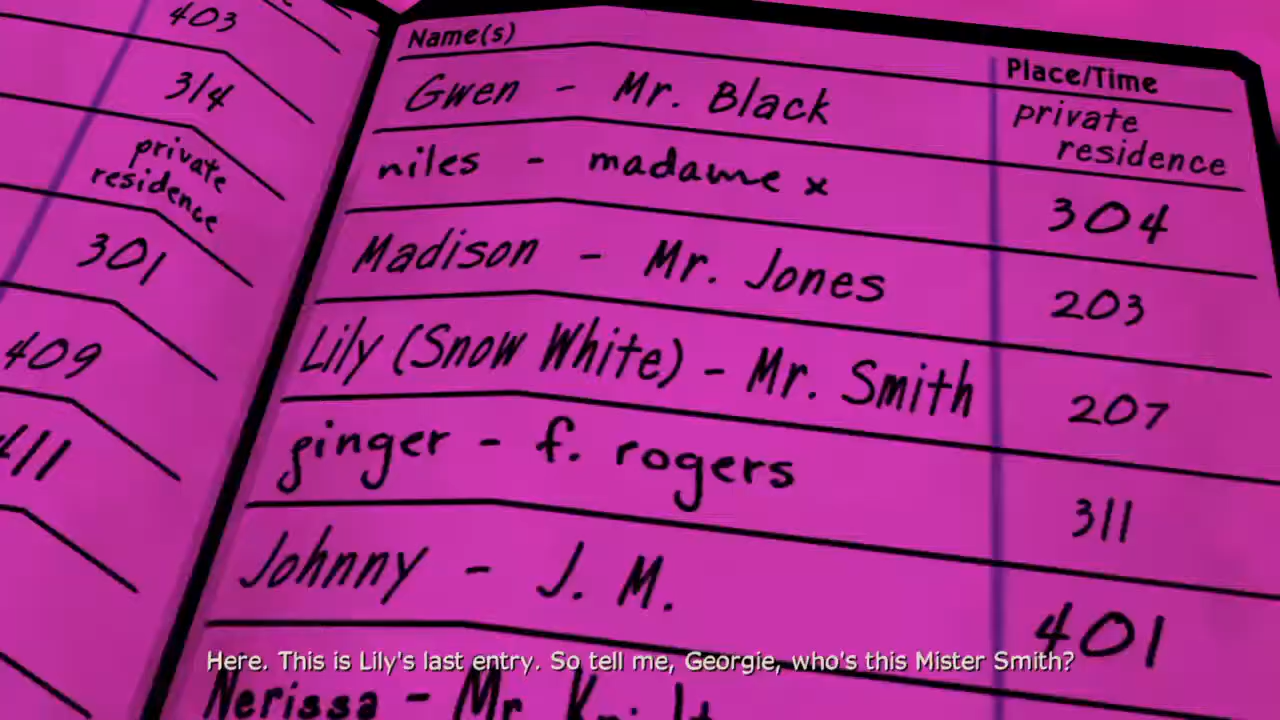 403
314
private
residence
301
409
411
Name(s) Place/Time
Gwen - Mr. Black private
residence
niles - madame x 304
Madison - Mr. Jones 203
Lily (Snow White) - Mr. Smith 207
ginger - f. rogers 311
Johnny - J. M. 401
Here. This is Lily's last entry. So tell me, Georgie, who's this Mister Smith?
Nerissa - Mr.